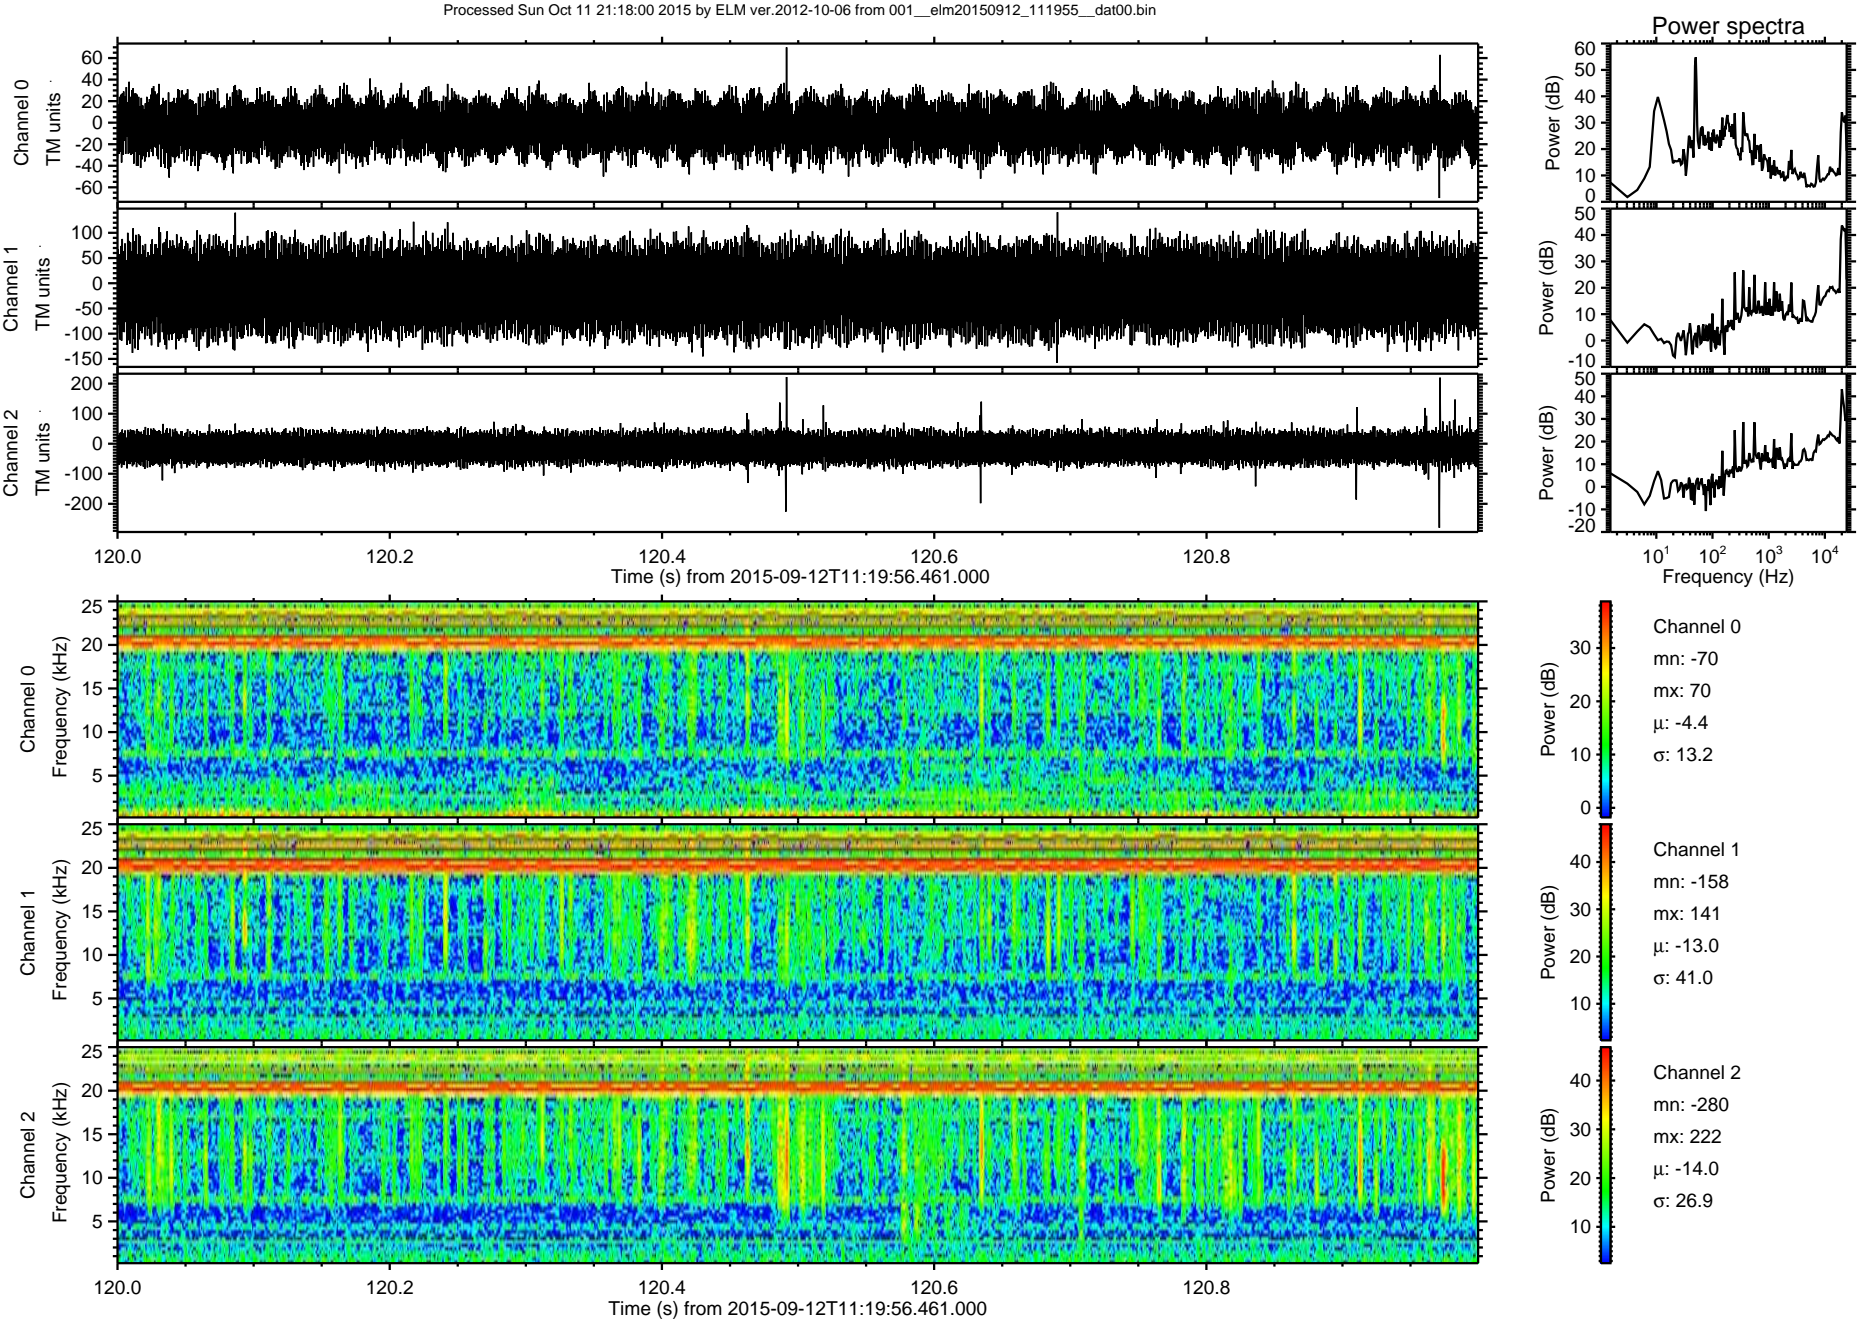 Processed Sun Oct 11 21:18:00 2015 by ELM ver.2012-10-06 from 001__elm20150912_111955__dat00.bin
Power spectra
Channel 0
TM units
60
40
20
0
-20
-40
-60
Power (dB)
60
50
40
30
20
10
0
Channel 1
TM units
100
50
0
-50
-100
-150
Power (dB)
50
40
30
20
10
0
-10
Channel 2
TM units
200
100
0
-100
-200
Power (dB)
50
40
30
20
10
0
-10
-20
120.0 120.2 120.4 120.6 120.8
Time (s) from 2015-09-12T11:19:56.461.000
10^1 10^2 10^3 10^4
Frequency (Hz)
Channel 0
Frequency (kHz)
25
20
15
10
5
Power (dB)
30
20
10
0
Channel 0
mn: -70
mx: 70
μ: -4.4
σ: 13.2
Channel 1
Frequency (kHz)
25
20
15
10
5
Power (dB)
40
30
20
10
Channel 1
mn: -158
mx: 141
μ: -13.0
σ: 41.0
Channel 2
Frequency (kHz)
25
20
15
10
5
Power (dB)
40
30
20
10
Channel 2
mn: -280
mx: 222
μ: -14.0
σ: 26.9
120.0 120.2 120.4 120.6 120.8
Time (s) from 2015-09-12T11:19:56.461.000